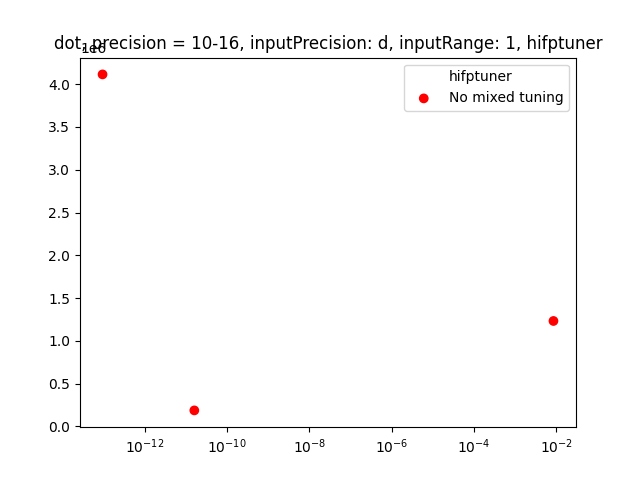 dot, precision = 10-16, inputPrecision: d, inputRange: 1, hifptuner
1e6
hifptuner
No mixed tuning
4.0
3.5
3.0
2.5
2.0
1.5
1.0
0.5
0.0
10⁻¹² 10⁻¹⁰ 10⁻⁸ 10⁻⁶ 10⁻⁴ 10⁻²